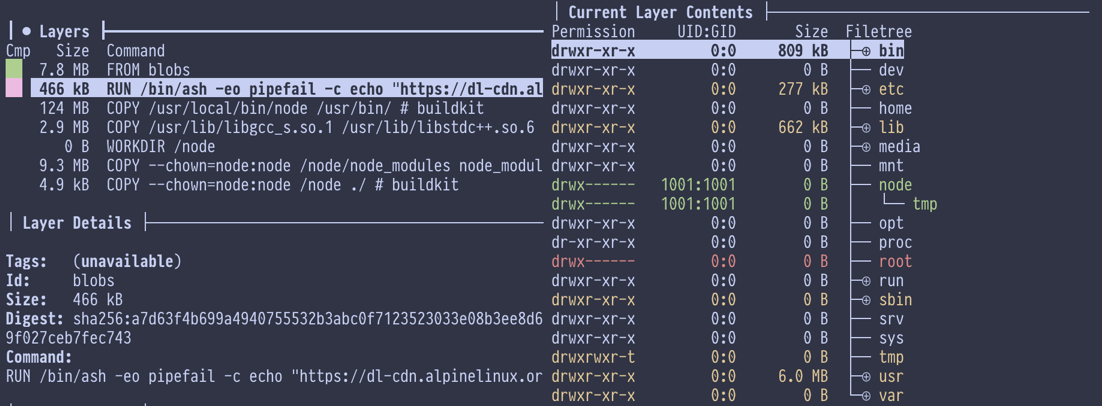 ● Layers
Cmp Size Command
7.8 MB FROM blobs
466 kB RUN /bin/ash -eo pipefail -c echo "https://dl-cdn.al
124 MB COPY /usr/local/bin/node /usr/bin/ # buildkit
2.9 MB COPY /usr/lib/libgcc_s.so.1 /usr/lib/libstdc++.so.6
0 B WORKDIR /node
9.3 MB COPY --chown=node:node /node/node_modules node_modul
4.9 kB COPY --chown=node:node /node ./ # buildkit
Layer Details
Tags: (unavailable)
Id: blobs
Size: 466 kB
Digest: sha256:a7d63f4b699a4940755532b3abc0f7123523033e08b3ee8d6
9f027ceb7fec743
Command:
RUN /bin/ash -eo pipefail -c echo "https://dl-cdn.alpinelinux.or
Current Layer Contents
Permission UID:GID Size Filetree
drwxr-xr-x 0:0 809 kB ├─⊕ bin
drwxr-xr-x 0:0 0 B ├── dev
drwxr-xr-x 0:0 277 kB ├─⊕ etc
drwxr-xr-x 0:0 0 B ├── home
drwxr-xr-x 0:0 662 kB ├─⊕ lib
drwxr-xr-x 0:0 0 B ├─⊕ media
drwxr-xr-x 0:0 0 B ├── mnt
drwx------ 1001:1001 0 B ├── node
drwx------ 1001:1001 0 B │ └── tmp
drwxr-xr-x 0:0 0 B ├── opt
dr-xr-xr-x 0:0 0 B ├── proc
drwx------ 0:0 0 B ├── root
drwxr-xr-x 0:0 0 B ├─⊕ run
drwxr-xr-x 0:0 0 B ├─⊕ sbin
drwxr-xr-x 0:0 0 B ├── srv
drwxr-xr-x 0:0 0 B ├── sys
drwxrwxr-t 0:0 0 B ├── tmp
drwxr-xr-x 0:0 6.0 MB ├─⊕ usr
drwxr-xr-x 0:0 0 B └─⊕ var